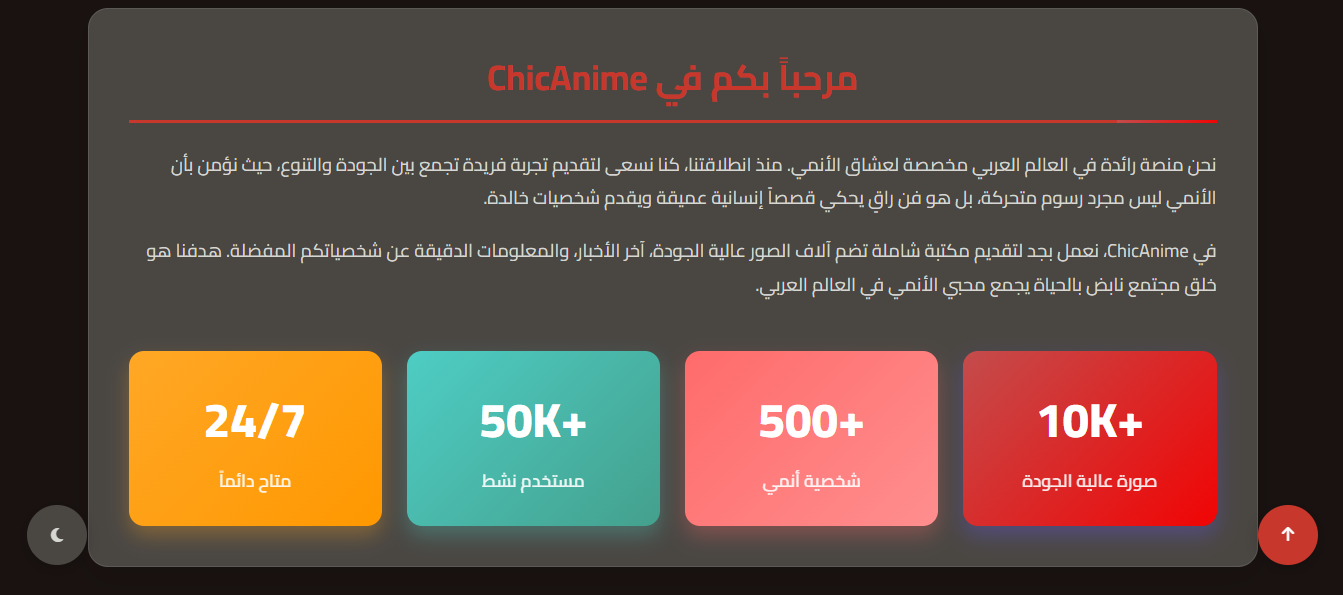 مرحباً بكم في ChicAnime
نحن منصة رائدة في العالم العربي مخصصة لعشاق الأنمي. منذ انطلاقتنا، كنا نسعى لتقديم تجربة فريدة تجمع بين الجودة والتنوع، حيث نؤمن بأن
الأنمي ليس مجرد رسوم متحركة، بل هو فن راقٍ يحكي قصصاً إنسانية عميقة ويقدم شخصيات خالدة.
في ChicAnime، نعمل بجد لتقديم مكتبة شاملة تضم آلاف الصور عالية الجودة، آخر الأخبار، والمعلومات الدقيقة عن شخصياتكم المفضلة. هدفنا هو
خلق مجتمع نابض بالحياة يجمع محبي الأنمي في العالم العربي.
10K+
صورة عالية الجودة
500+
شخصية أنمي
50K+
مستخدم نشط
24/7
متاح دائماً